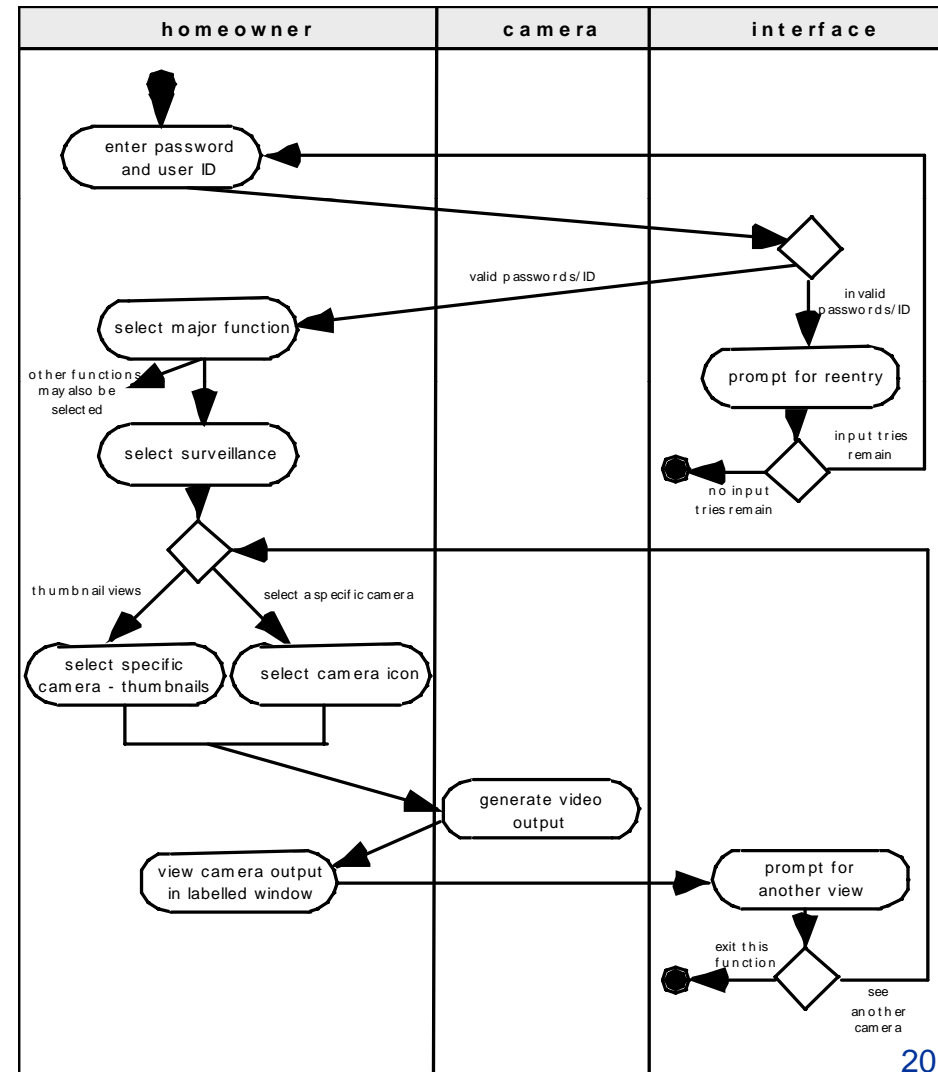 homeowner
camera
interface
enter password
and user ID
valid passwords/ID
invalid
passwords/ID
select major function
prompt for reentry
other functions
may also be
selected
input tries
remain
select surveillance
no input
tries remain
thumbnail views
select a specific camera
select specific
camera - thumbnails
select camera icon
generate video
output
view camera output
in labelled window
prompt for
another view
exit this
function
see
another
camera
20